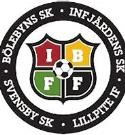 BÖLEBYNS SK • INFJÄRDENS SK •
SVENSBY SK • LILLPITE IF •
I B
F F